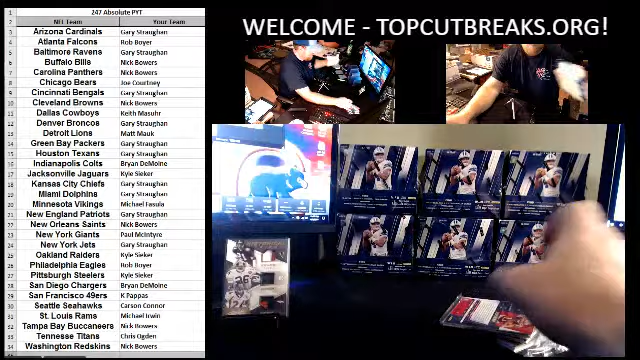 247 Absolute PYT
WELCOME - TOPCUTBREAKS.ORG!
NFL Team Your Team
Arizona Cardinals Gary Straughan
Atlanta Falcons Rob Boyer
Baltimore Ravens Gary Straughan
Buffalo Bills Nick Bowers
Carolina Panthers Nick Bowers
Chicago Bears Joe Courtney
Cincinnati Bengals Gary Straughan
Cleveland Browns Nick Bowers
Dallas Cowboys Keith Masuhr
Denver Broncos Gary Straughan
Detroit Lions Matt Mauk
Green Bay Packers Gary Straughan
Houston Texans Gary Straughan
Indianapolis Colts Bryan DeMoine
Jacksonville Jaguars Kyle Sieker
Kansas City Chiefs Gary Straughan
Miami Dolphins Gary Straughan
Minnesota Vikings Michael Fasula
New England Patriots Gary Straughan
New Orleans Saints Nick Bowers
New York Giants Paul McIntyre
New York Jets Gary Straughan
Oakland Raiders Kyle Sieker
Philadelphia Eagles Rob Boyer
Pittsburgh Steelers Kyle Sieker
San Diego Chargers Bryan DeMoine
San Francisco 49ers K Pappas
Seattle Seahawks Carson Connor
St. Louis Rams Michael Irwin
Tampa Bay Buccaneers Nick Bowers
Tennesse Titans Chris Ogden
Washington Redskins Nick Bowers